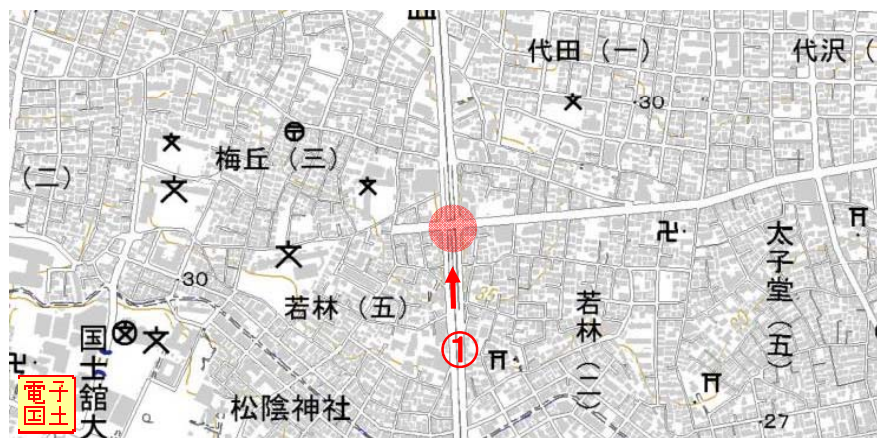 代田（一）
代沢（
・30
梅丘（三）
（二）
・30
若林（五）
太子堂（五）
若林（二）
①
国士舘大
松陰神社
・27
電子
国土